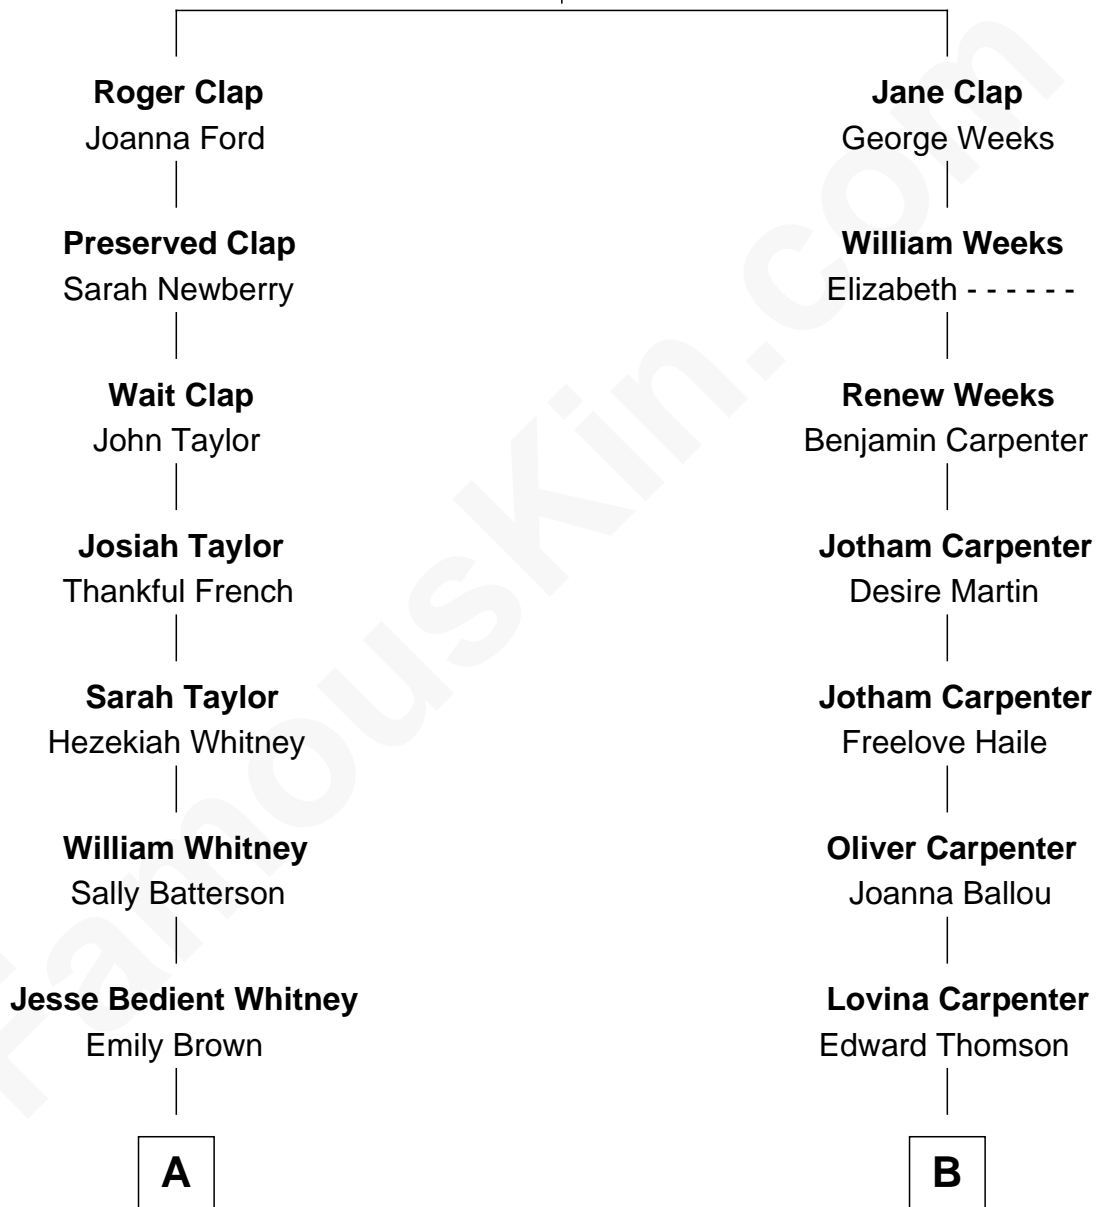 Roger Clap
Joanna Ford
Preserved Clap
Sarah Newberry
Wait Clap
John Taylor
Josiah Taylor
Thankful French
Sarah Taylor
Hezekiah Whitney
William Whitney
Sally Batterson
Jesse Bedient Whitney
Emily Brown
A
Jane Clap
George Weeks
William Weeks
Elizabeth - - - - - -
Renew Weeks
Benjamin Carpenter
Jotham Carpenter
Desire Martin
Jotham Carpenter
Freelove Haile
Oliver Carpenter
Joanna Ballou
Lovina Carpenter
Edward Thomson
B
FamousKin.com